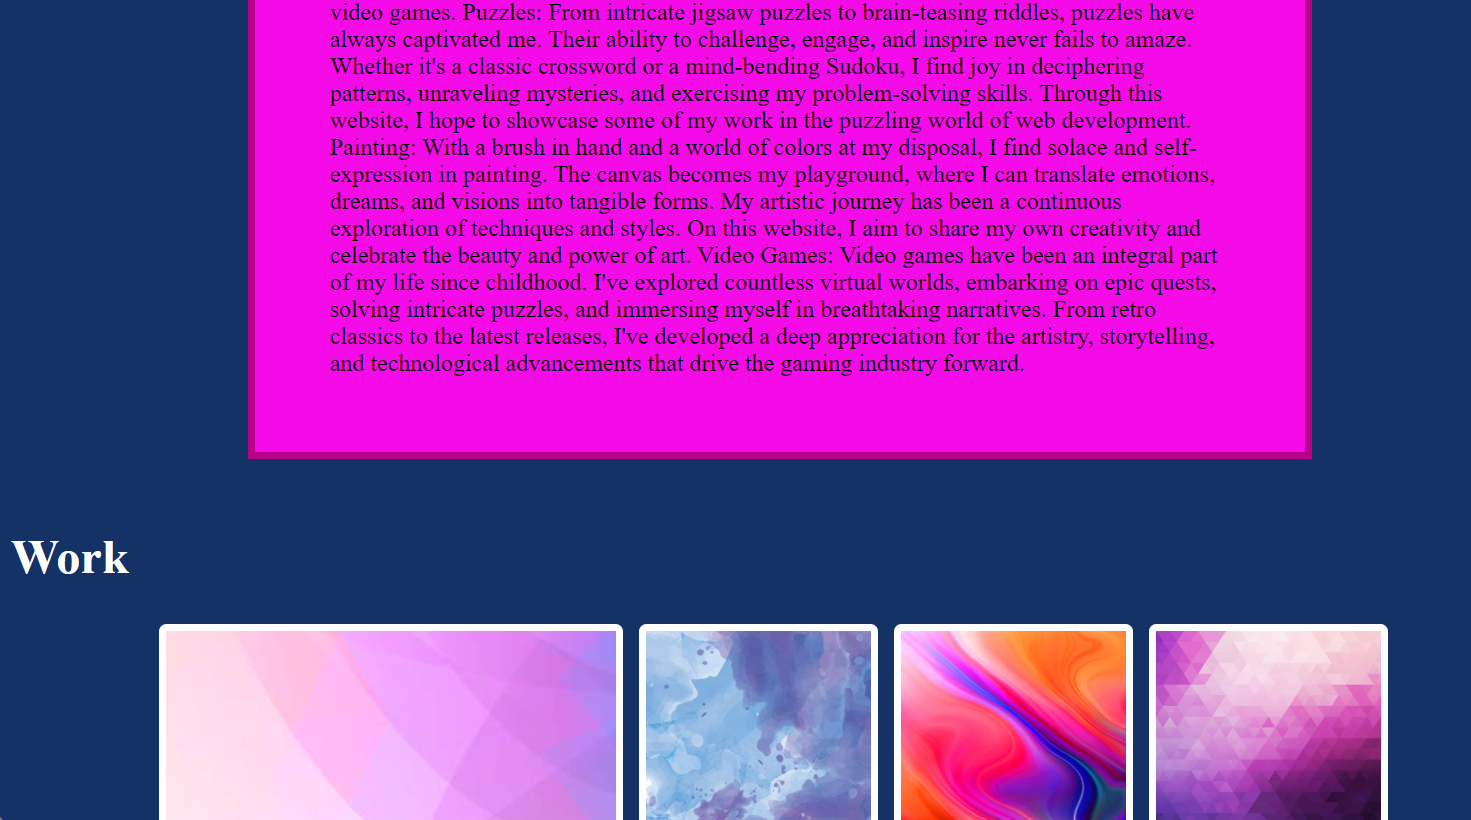 video games. Puzzles: From intricate jigsaw puzzles to brain-teasing riddles, puzzles have
always captivated me. Their ability to challenge, engage, and inspire never fails to amaze.
Whether it's a classic crossword or a mind-bending Sudoku, I find joy in deciphering
patterns, unraveling mysteries, and exercising my problem-solving skills. Through this
website, I hope to showcase some of my work in the puzzling world of web development.
Painting: With a brush in hand and a world of colors at my disposal, I find solace and self-
expression in painting. The canvas becomes my playground, where I can translate emotions,
dreams, and visions into tangible forms. My artistic journey has been a continuous
exploration of techniques and styles. On this website, I aim to share my own creativity and
celebrate the beauty and power of art. Video Games: Video games have been an integral part
of my life since childhood. I've explored countless virtual worlds, embarking on epic quests,
solving intricate puzzles, and immersing myself in breathtaking narratives. From retro
classics to the latest releases, I've developed a deep appreciation for the artistry, storytelling,
and technological advancements that drive the gaming industry forward.
Work